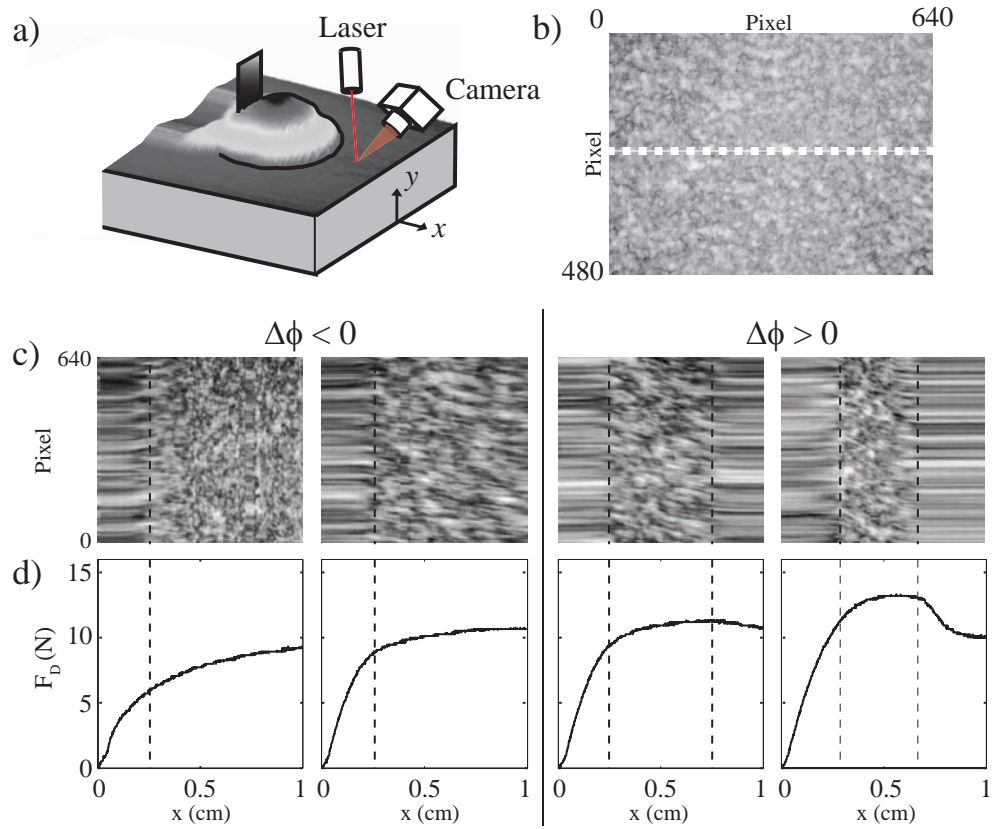 a)
Laser
Camera
y
x
b)
0
Pixel
640
Pixel
480
Δϕ < 0
Δϕ > 0
c)
640
Pixel
0
d)
15
10
5
0
F_D (N)
0 0.5 1
x (cm)
0 0.5 1
x (cm)
0 0.5 1
x (cm)
0 0.5 1
x (cm)